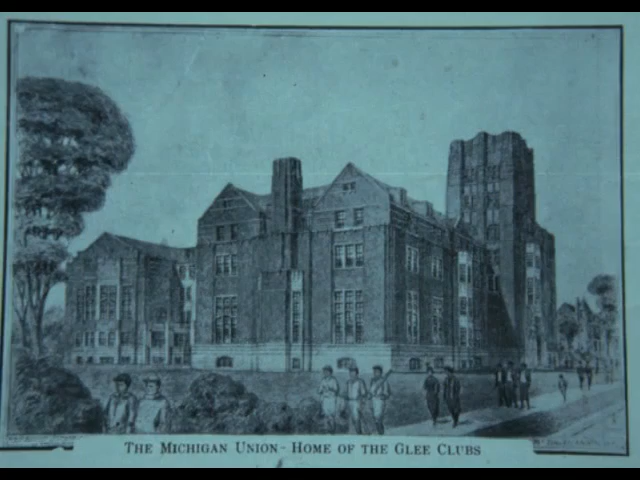 THE MICHIGAN UNION - HOME OF THE GLEE CLUBS